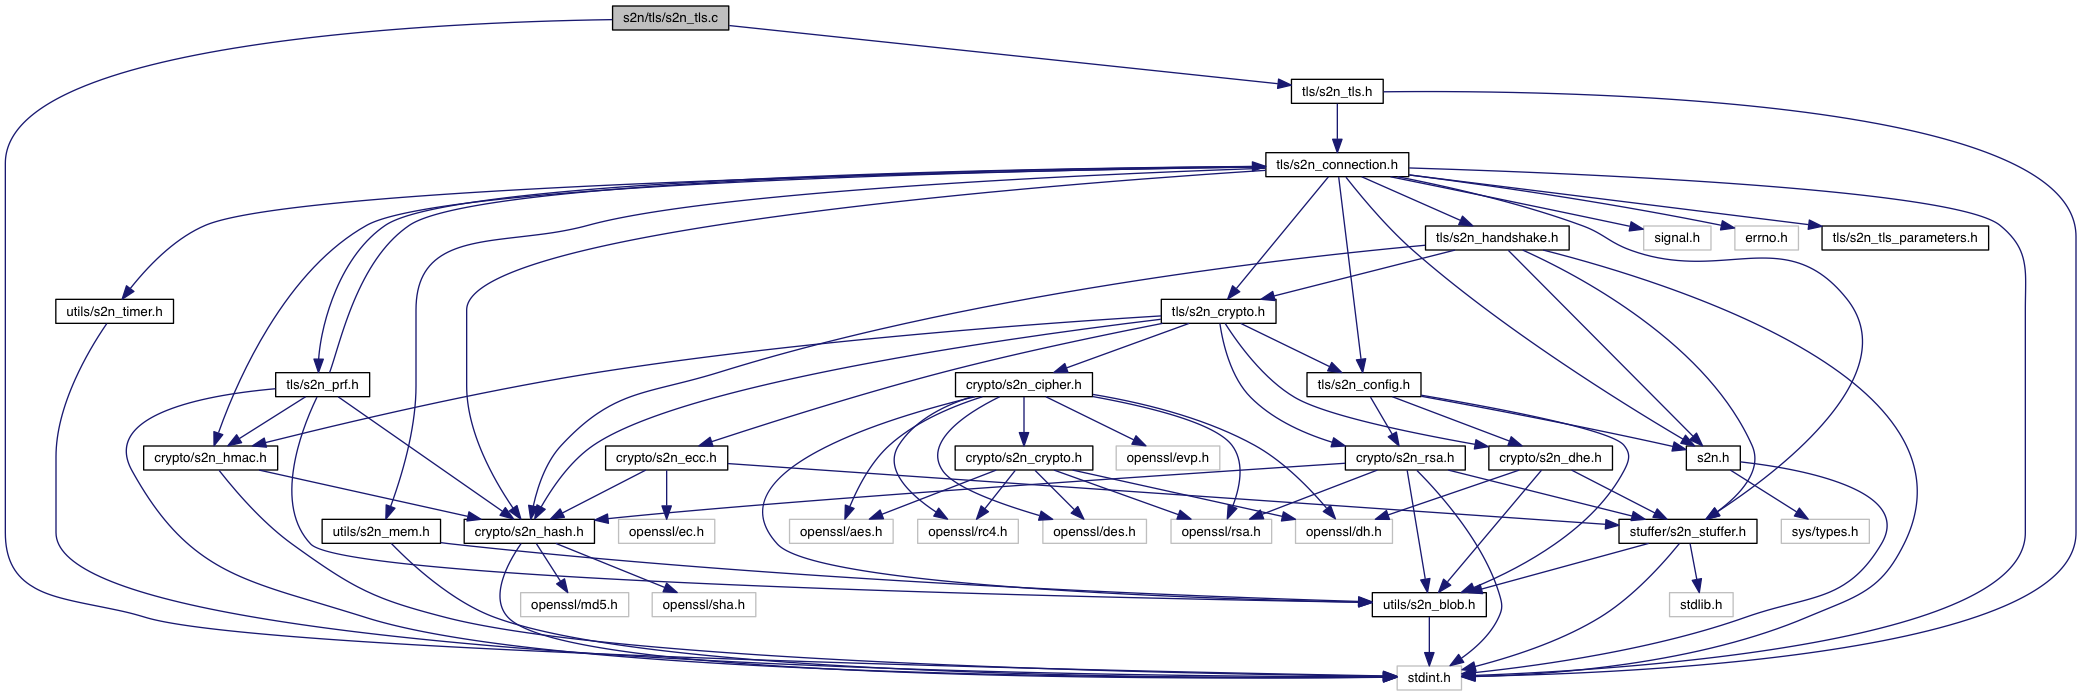 s2n/tls/s2n_tls.c
tls/s2n_tls.h
tls/s2n_connection.h
tls/s2n_handshake.h
signal.h
errno.h
tls/s2n_tls_parameters.h
utils/s2n_timer.h
tls/s2n_crypto.h
tls/s2n_prf.h
crypto/s2n_cipher.h
tls/s2n_config.h
crypto/s2n_hmac.h
crypto/s2n_ecc.h
crypto/s2n_crypto.h
openssl/evp.h
crypto/s2n_rsa.h
crypto/s2n_dhe.h
s2n.h
utils/s2n_mem.h
crypto/s2n_hash.h
openssl/ec.h
openssl/aes.h
openssl/rc4.h
openssl/des.h
openssl/rsa.h
openssl/dh.h
stuffer/s2n_stuffer.h
sys/types.h
openssl/md5.h
openssl/sha.h
utils/s2n_blob.h
stdlib.h
stdint.h